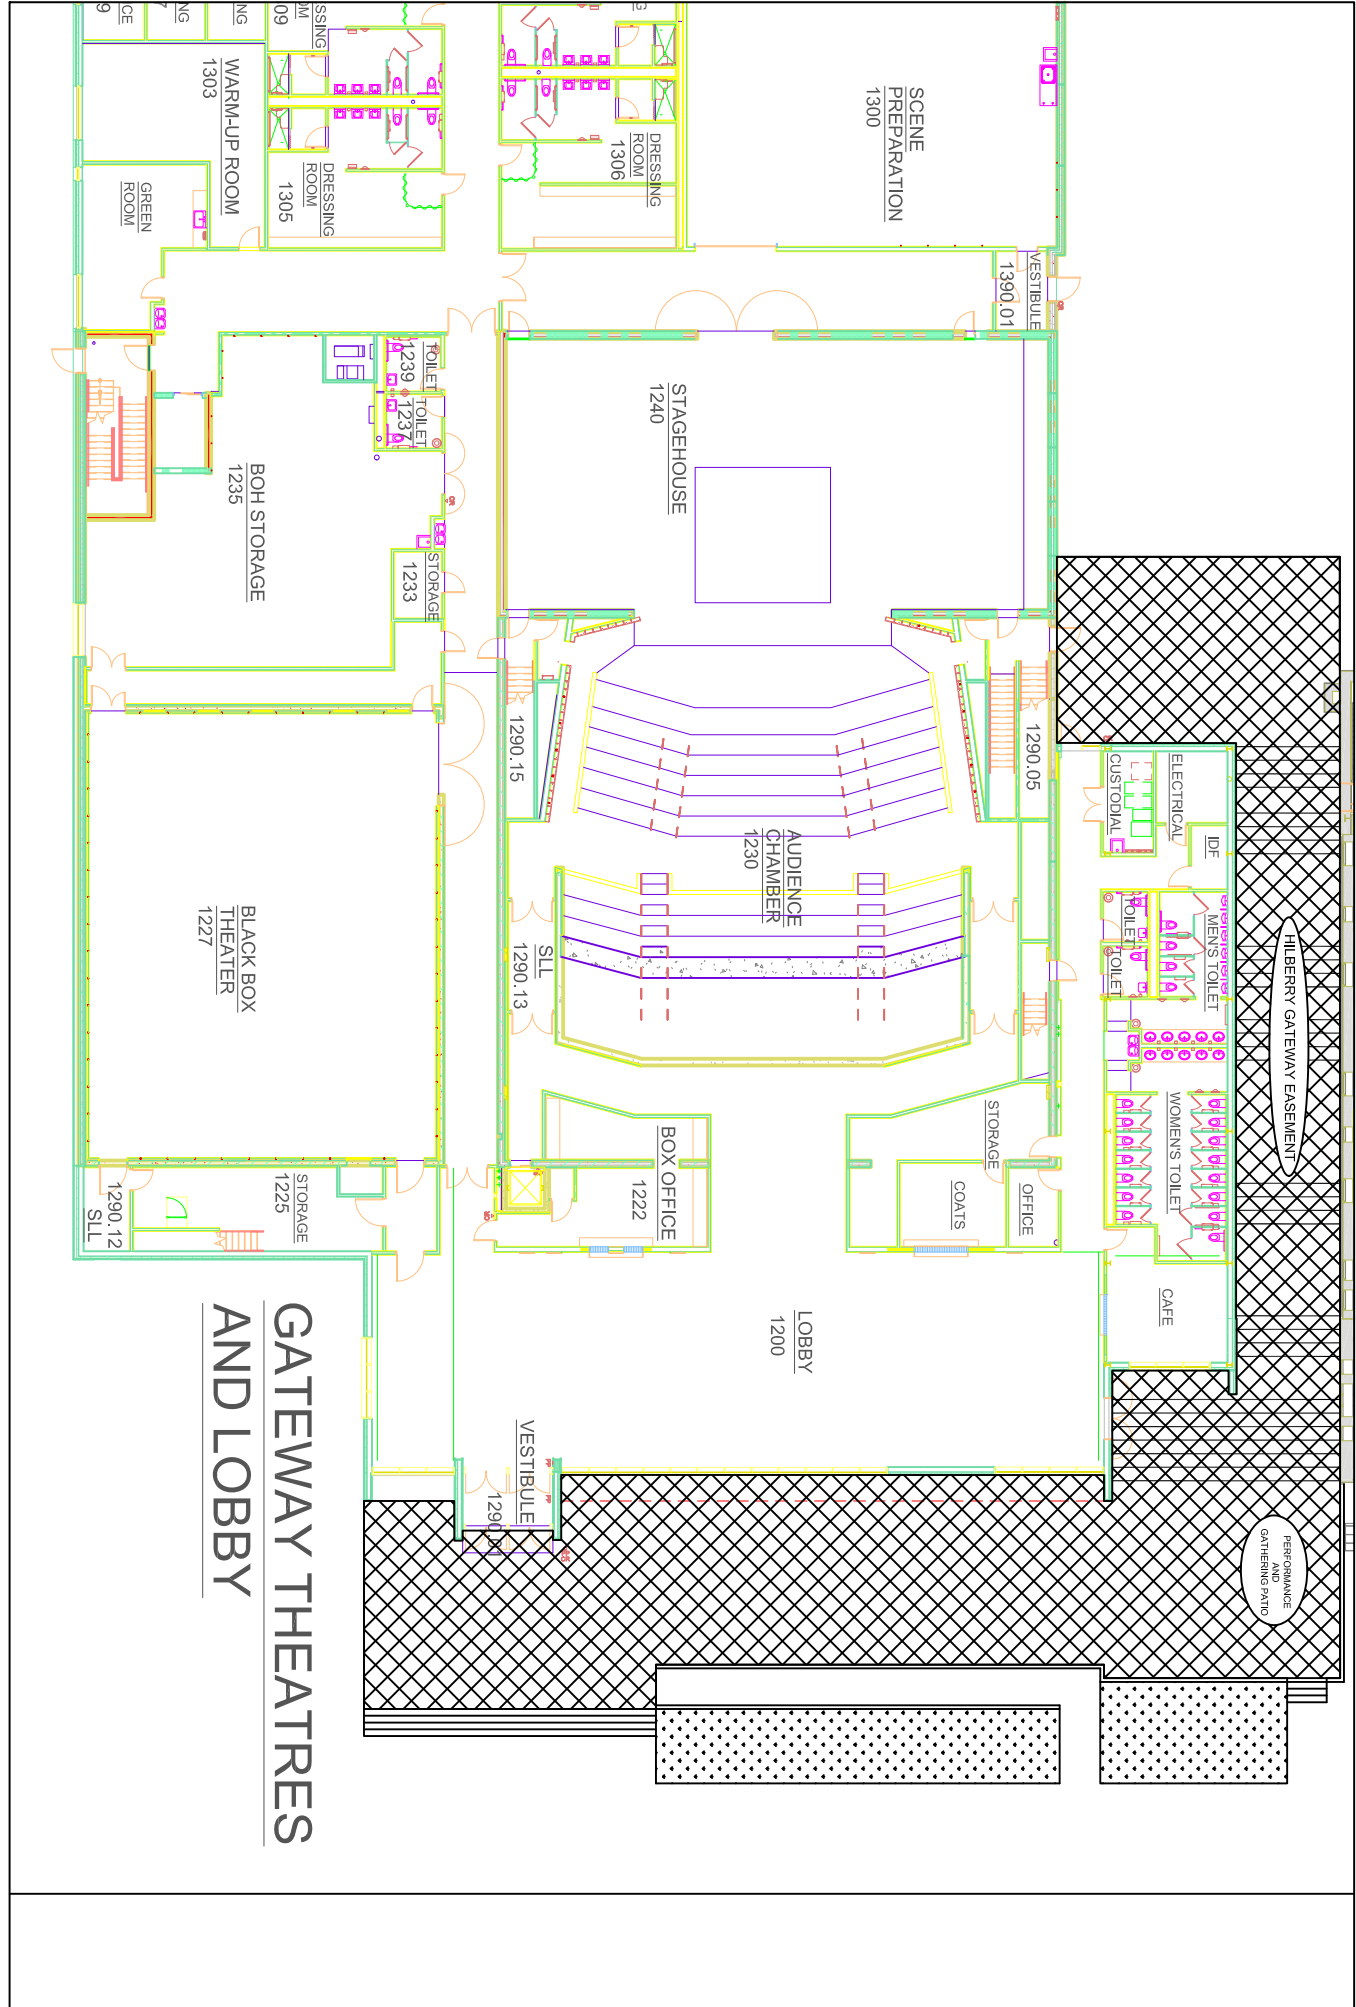 SCENE
PREPARATION
1300
VESTIBULE
1390.01
DRESSING
ROOM
1306
DRESSING
ROOM
1305
WARM-UP ROOM
1303
GREEN
ROOM
STAGEHOUSE
1240
TOILET
1239
TOILET
1237
BOH STORAGE
1235
STORAGE
1233
1290.05
1290.15
AUDIENCE
CHAMBER
1230
SLL
1290.13
BLACK BOX
THEATER
1227
ELECTRICAL
CUSTODIAL
IDF
MEN'S TOILET
TOILET
TOILET
WOMEN'S TOILET
CAFE
HILBERRY GATEWAY EASEMENT
STORAGE
OFFICE
COATS
BOX OFFICE
1222
STORAGE
1225
1290.12
SLL
LOBBY
1200
VESTIBULE
1290.01
PERFORMANCE
AND
GATHERING PATIO
GATEWAY THEATRES
AND LOBBY